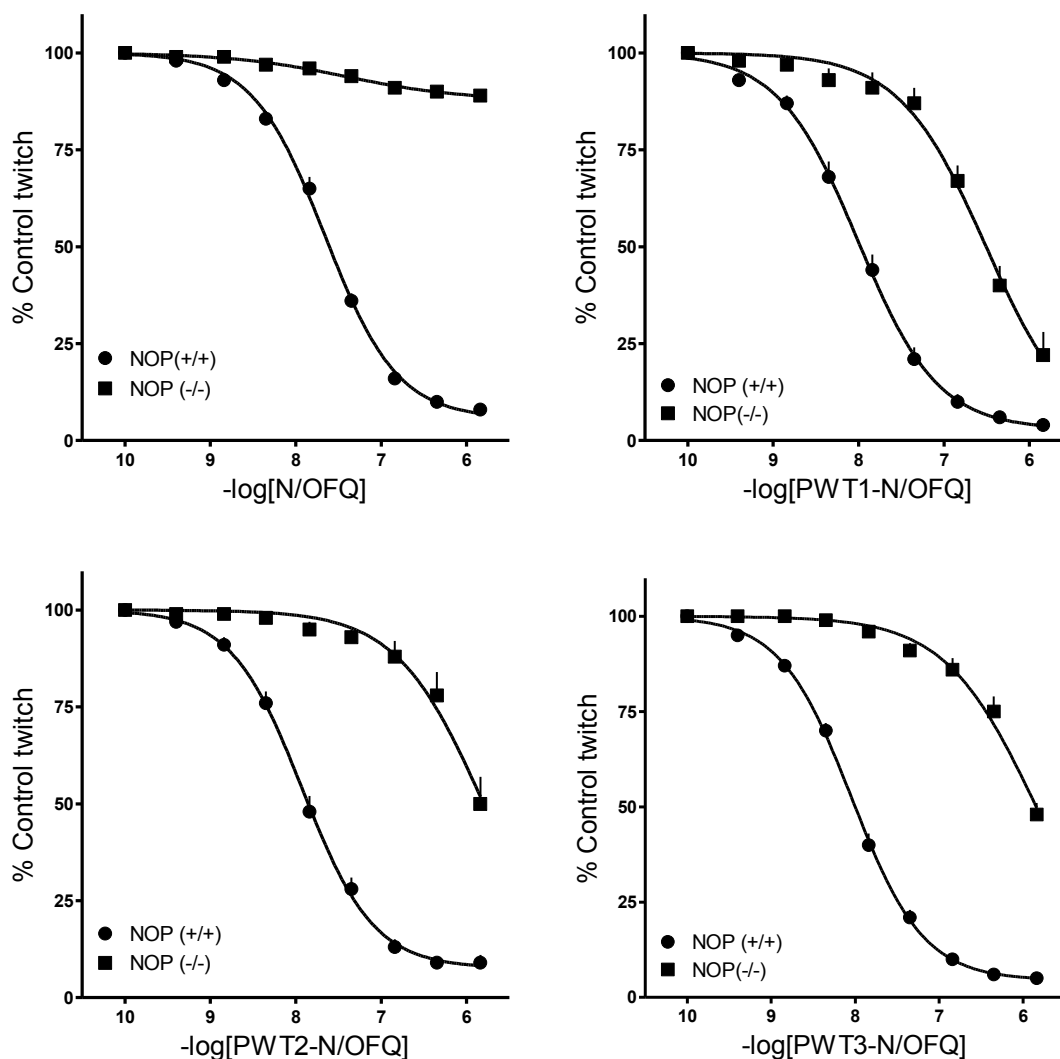 % Control twitch
100
75
50
25
0
NOP(+/+)
NOP (-/-)
10 9 8 7 6
-log[N/OFQ]
% Control twitch
100
75
50
25
0
NOP (+/+)
NOP(-/-)
10 9 8 7 6
-log[PWT1-N/OFQ]
% Control twitch
100
75
50
25
0
NOP (+/+)
NOP (-/-)
10 9 8 7 6
-log[PWT2-N/OFQ]
% Control twitch
100
75
50
25
0
NOP (+/+)
NOP(-/-)
10 9 8 7 6
-log[PWT3-N/OFQ]